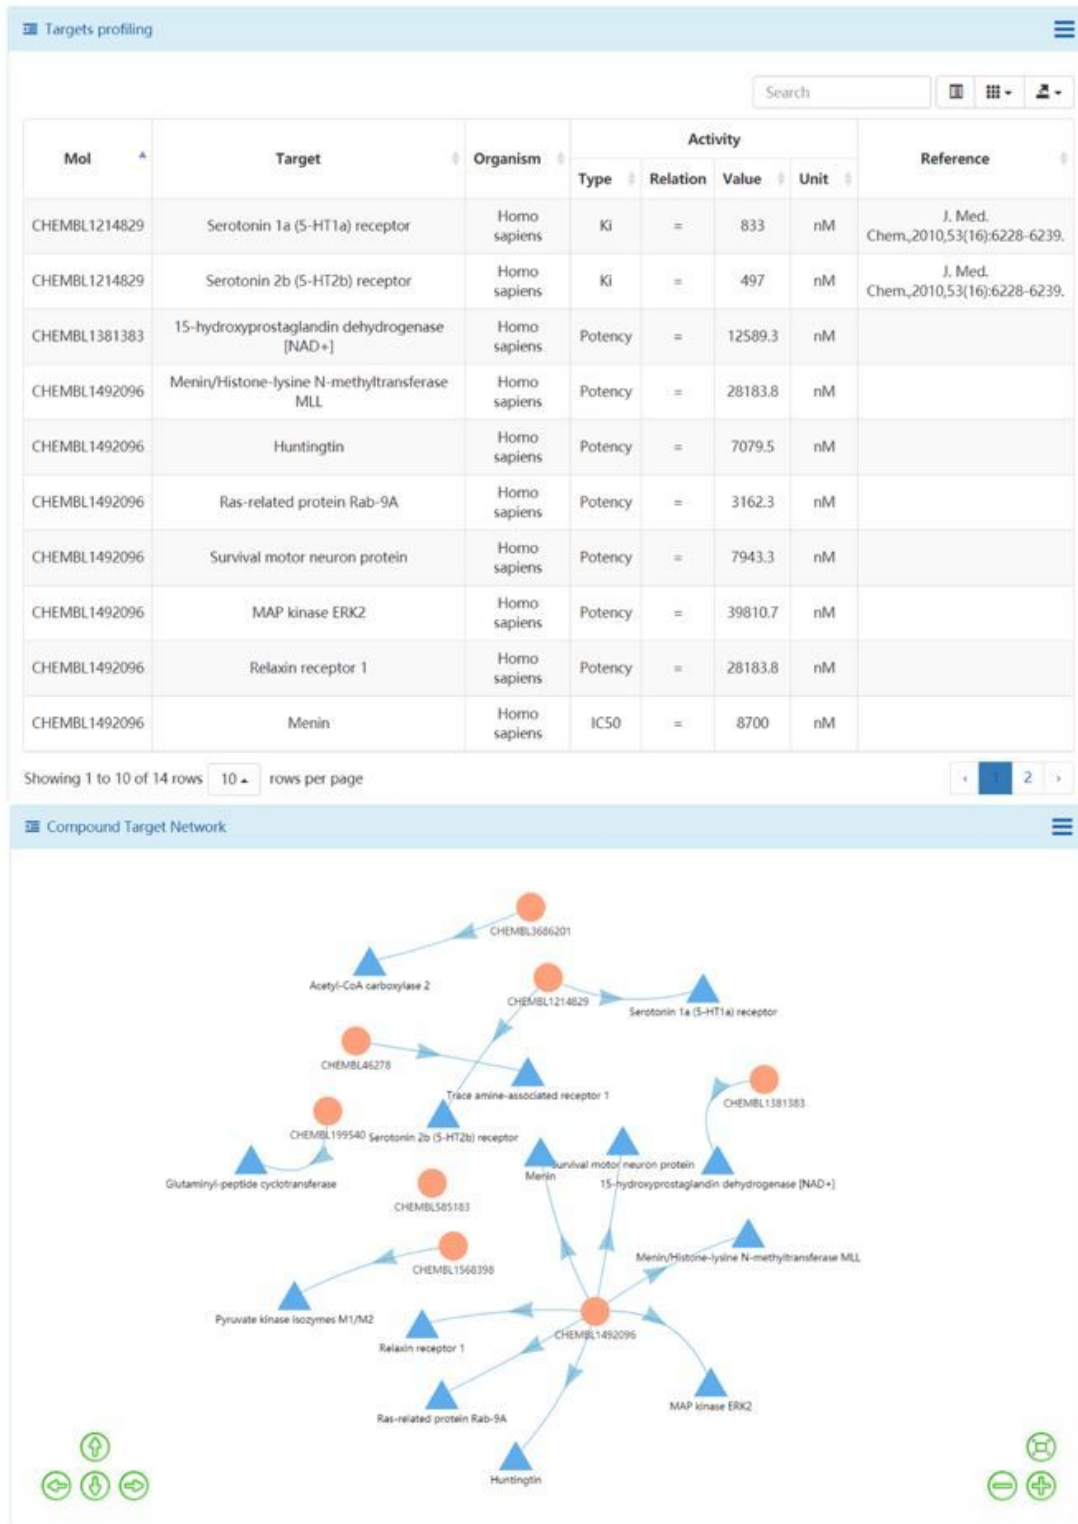 Targets profiling
Search
Mol Target Organism Activity Reference
Type Relation Value Unit
CHEMBL1214829 Serotonin 1a (5-HT1a) receptor Homo sapiens Ki = 833 nM J. Med. Chem.,2010,53(16):6228-6239.
CHEMBL1214829 Serotonin 2b (5-HT2b) receptor Homo sapiens Ki = 497 nM J. Med. Chem.,2010,53(16):6228-6239.
CHEMBL1381383 15-hydroxyprostaglandin dehydrogenase [NAD+] Homo sapiens Potency = 12589.3 nM
CHEMBL1492096 Menin/Histone-lysine N-methyltransferase MLL Homo sapiens Potency = 28183.8 nM
CHEMBL1492096 Huntingtin Homo sapiens Potency = 7079.5 nM
CHEMBL1492096 Ras-related protein Rab-9A Homo sapiens Potency = 3162.3 nM
CHEMBL1492096 Survival motor neuron protein Homo sapiens Potency = 7943.3 nM
CHEMBL1492096 MAP kinase ERK2 Homo sapiens Potency = 39810.7 nM
CHEMBL1492096 Relaxin receptor 1 Homo sapiens Potency = 28183.8 nM
CHEMBL1492096 Menin Homo sapiens IC50 = 8700 nM
Showing 1 to 10 of 14 rows 10 rows per page ‹ 1 2 ›
Compound Target Network
CHEMBL3686201
Acetyl-CoA carboxylase 2
CHEMBL1214829
Serotonin 1a (5-HT1a) receptor
CHEMBL46278
Trace amine-associated receptor 1
CHEMBL1381383
CHEMBL199540
Serotonin 2b (5-HT2b) receptor
Menin
Survival motor neuron protein
Glutaminyl-peptide cyclotransferase
15-hydroxyprostaglandin dehydrogenase [NAD+]
CHEMBL585183
Menin/Histone-lysine N-methyltransferase MLL
CHEMBL1568398
Pyruvate kinase isozymes M1/M2
CHEMBL1492096
Relaxin receptor 1
MAP kinase ERK2
Ras-related protein Rab-9A
Huntingtin